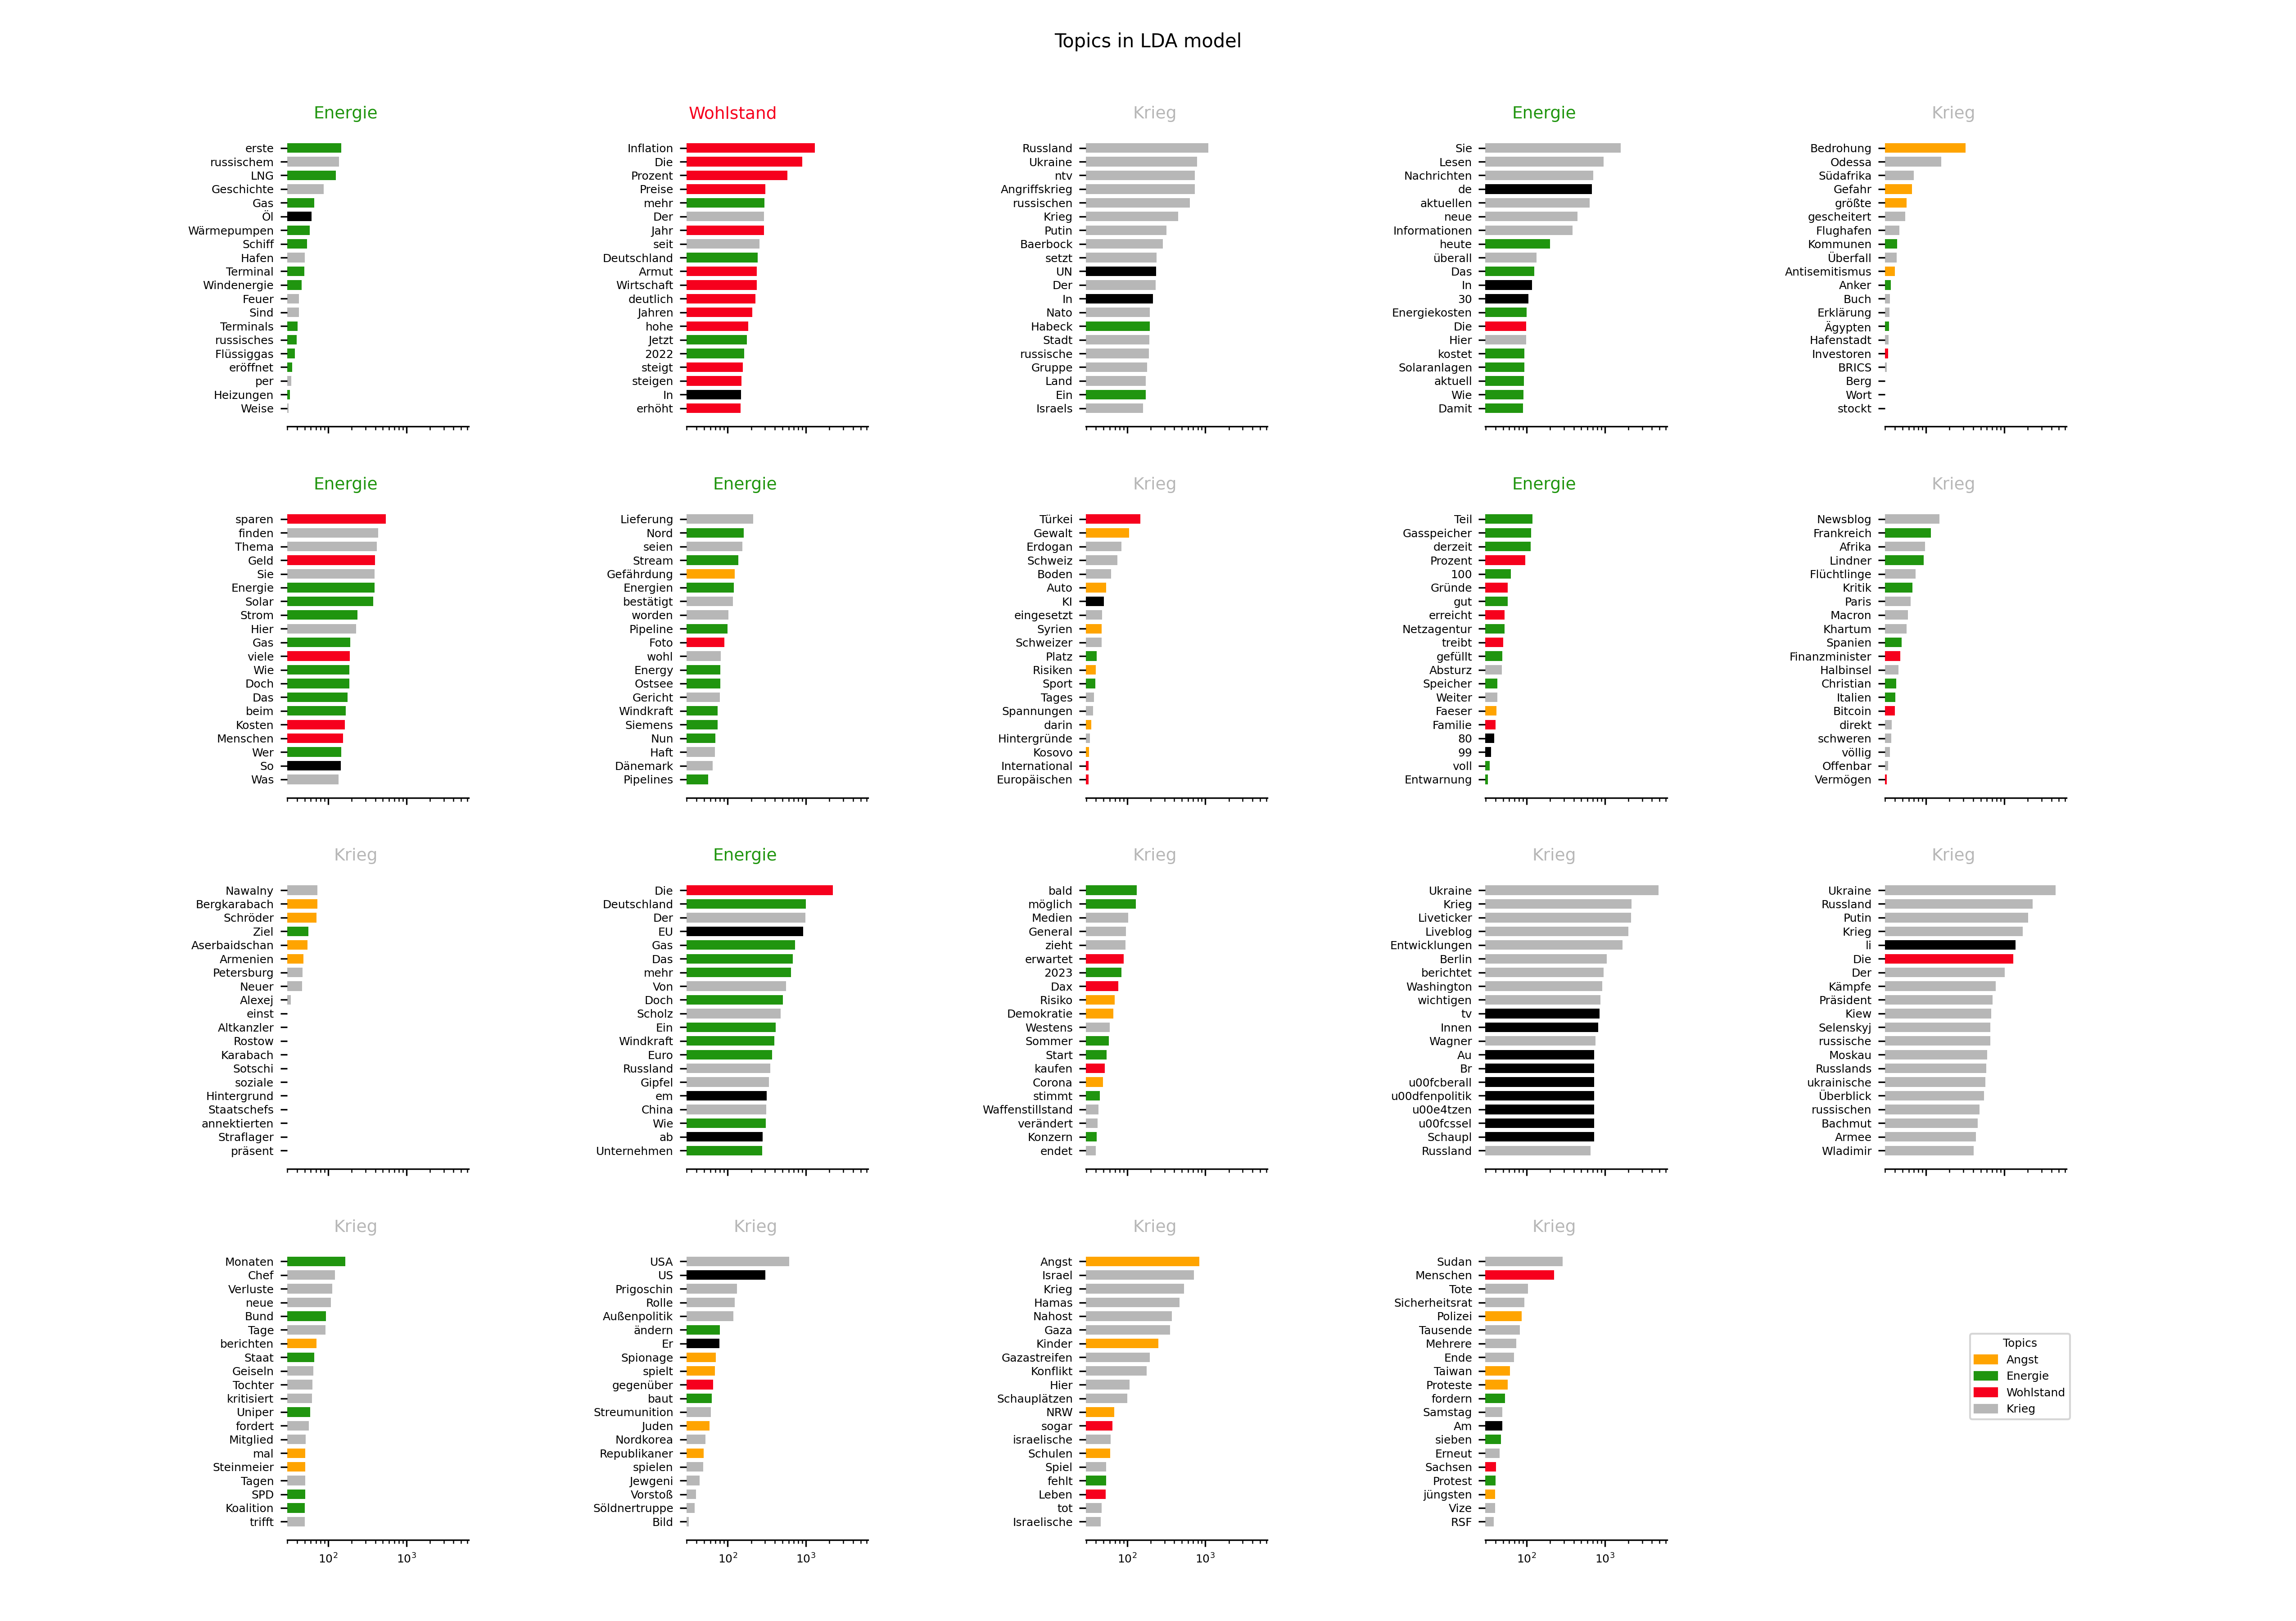 Topics in LDA model
Energie
erste
russischem
LNG
Geschichte
Gas
Öl
Wärmepumpen
Schiff
Hafen
Terminal
Windenergie
Feuer
Sind
Terminals
russisches
Flüssiggas
eröffnet
per
Heizungen
Weise
Wohlstand
Inflation
Die
Prozent
Preise
mehr
Der
Jahr
seit
Deutschland
Armut
Wirtschaft
deutlich
Jahren
hohe
Jetzt
2022
steigt
steigen
In
erhöht
Krieg
Russland
Ukraine
ntv
Angriffskrieg
russischen
Krieg
Putin
Baerbock
setzt
UN
Der
In
Nato
Habeck
Stadt
russische
Gruppe
Land
Ein
Israels
Energie
Sie
Lesen
Nachrichten
de
aktuellen
neue
Informationen
heute
überall
Das
In
30
Energiekosten
Die
Hier
kostet
Solaranlagen
aktuell
Wie
Damit
Krieg
Bedrohung
Odessa
Südafrika
Gefahr
größte
gescheitert
Flughafen
Kommunen
Überfall
Antisemitismus
Anker
Buch
Erklärung
Ägypten
Hafenstadt
Investoren
BRICS
Berg
Wort
stockt
Energie
sparen
finden
Thema
Geld
Sie
Energie
Solar
Strom
Hier
Gas
viele
Wie
Doch
Das
beim
Kosten
Menschen
Wer
So
Was
Energie
Lieferung
Nord
seien
Stream
Gefährdung
Energien
bestätigt
worden
Pipeline
Foto
wohl
Energy
Ostsee
Gericht
Windkraft
Siemens
Nun
Haft
Dänemark
Pipelines
Krieg
Türkei
Gewalt
Erdogan
Schweiz
Boden
Auto
KI
eingesetzt
Syrien
Schweizer
Platz
Risiken
Sport
Tages
Spannungen
darin
Hintergründe
Kosovo
International
Europäischen
Energie
Teil
Gasspeicher
derzeit
Prozent
100
Gründe
gut
erreicht
Netzagentur
treibt
gefüllt
Absturz
Speicher
Weiter
Faeser
Familie
80
99
voll
Entwarnung
Krieg
Newsblog
Frankreich
Afrika
Lindner
Flüchtlinge
Kritik
Paris
Macron
Khartum
Spanien
Finanzminister
Halbinsel
Christian
Italien
Bitcoin
direkt
schweren
völlig
Offenbar
Vermögen
Krieg
Nawalny
Bergkarabach
Schröder
Ziel
Aserbaidschan
Armenien
Petersburg
Neuer
Alexej
einst
Altkanzler
Rostow
Karabach
Sotschi
soziale
Hintergrund
Staatschefs
annektierten
Straflager
präsent
Energie
Die
Deutschland
Der
EU
Gas
Das
mehr
Von
Doch
Scholz
Ein
Windkraft
Euro
Russland
Gipfel
em
China
Wie
ab
Unternehmen
Krieg
bald
möglich
Medien
General
zieht
erwartet
2023
Dax
Risiko
Demokratie
Westens
Sommer
Start
kaufen
Corona
stimmt
Waffenstillstand
verändert
Konzern
endet
Krieg
Ukraine
Krieg
Liveticker
Liveblog
Entwicklungen
Berlin
berichtet
Washington
wichtigen
tv
Innen
Wagner
Au
Br
u00fcberall
u00dfenpolitik
u00e4tzen
u00fcssel
Schaupl
Russland
Krieg
Ukraine
Russland
Putin
Krieg
li
Die
Der
Kämpfe
Präsident
Kiew
Selenskyj
russische
Moskau
Russlands
ukrainische
Überblick
russischen
Bachmut
Armee
Wladimir
Krieg
Monaten
Chef
Verluste
neue
Bund
Tage
berichten
Staat
Geiseln
Tochter
kritisiert
Uniper
fordert
Mitglied
mal
Steinmeier
Tagen
SPD
Koalition
trifft
10² 10³
Krieg
USA
US
Prigoschin
Rolle
Außenpolitik
ändern
Er
Spionage
spielt
gegenüber
baut
Streumunition
Juden
Nordkorea
Republikaner
spielen
Jewgeni
Vorstoß
Söldnertruppe
Bild
10² 10³
Krieg
Angst
Israel
Krieg
Hamas
Nahost
Gaza
Kinder
Gazastreifen
Konflikt
Hier
Schauplätzen
NRW
sogar
israelische
Schulen
Spiel
fehlt
Leben
tot
Israelische
10² 10³
Krieg
Sudan
Menschen
Tote
Sicherheitsrat
Polizei
Tausende
Mehrere
Ende
Taiwan
Proteste
fordern
Samstag
Am
sieben
Erneut
Sachsen
Protest
jüngsten
Vize
RSF
10² 10³
Topics
Angst
Energie
Wohlstand
Krieg